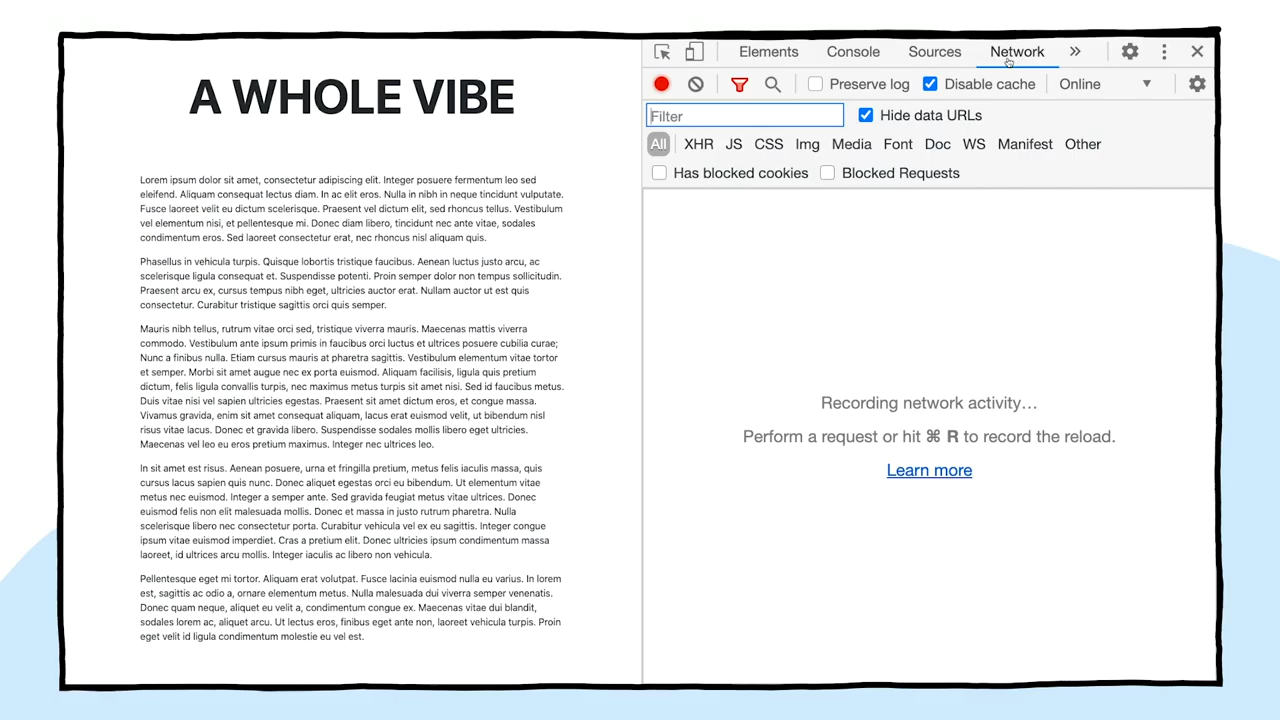 A WHOLE VIBE
Lorem ipsum dolor sit amet, consectetur adipiscing elit. Integer posuere fermentum leo sed
eleifend. Aliquam consequat lectus diam. In ac elit eros. Nulla in nibh in neque tincidunt vulputate.
Fusce laoreet velit eu dictum scelerisque. Praesent vel dictum elit, sed rhoncus tellus. Vestibulum
vel elementum nisi, et pellentesque mi. Donec diam libero, tincidunt nec ante vitae, sodales
condimentum eros. Sed laoreet consectetur erat, nec rhoncus nisl aliquam quis.
Phasellus in vehicula turpis. Quisque lobortis tristique faucibus. Aenean luctus justo arcu, ac
scelerisque ligula consequat et. Suspendisse potenti. Proin semper dolor non tempus sollicitudin.
Praesent arcu ex, cursus tempus nibh eget, ultricies auctor erat. Nullam auctor ut est quis
consectetur. Curabitur tristique sagittis orci quis semper.
Mauris nibh tellus, rutrum vitae orci sed, tristique viverra mauris. Maecenas mattis viverra
commodo. Vestibulum ante ipsum primis in faucibus orci luctus et ultrices posuere cubilia curae;
Nunc a finibus nulla. Etiam cursus mauris at pharetra sagittis. Vestibulum elementum vitae tortor
et semper. Morbi sit amet augue nec ex porta euismod. Aliquam facilisis, ligula quis pretium
dictum, felis ligula convallis turpis, nec maximus metus turpis sit amet nisi. Sed id faucibus metus.
Duis vitae nisi vel sapien ultricies egestas. Praesent sit amet dictum eros, et congue massa.
Vivamus gravida, enim sit amet consequat aliquam, lacus erat euismod velit, ut bibendum nisl
risus vitae lacus. Donec et gravida libero. Suspendisse sodales mollis libero eget ultricies.
Maecenas vel leo eu eros pretium maximus. Integer nec ultrices leo.
In sit amet est risus. Aenean posuere, urna et fringilla pretium, metus felis iaculis massa, quis
cursus lacus sapien quis nunc. Donec aliquet egestas orci eu bibendum. Ut elementum vitae
metus nec euismod. Integer a semper ante. Sed gravida feugiat metus vitae ultrices. Donec
euismod felis non elit malesuada mollis. Donec et massa in justo rutrum pharetra. Nulla
scelerisque libero nec consectetur porta. Curabitur vehicula vel ex eu sagittis. Integer congue
ipsum vitae euismod imperdiet. Cras a pretium elit. Donec ultricies ipsum condimentum massa
laoreet, id ultrices arcu mollis. Integer iaculis ac libero non vehicula.
Pellentesque eget mi tortor. Aliquam erat volutpat. Fusce lacinia euismod nulla eu varius. In lorem
est, sagittis ac odio a, ornare elementum metus. Nulla malesuada dui viverra semper venenatis.
Donec quam neque, aliquet eu velit a, condimentum congue ex. Maecenas vitae dui blandit,
sodales lorem ac, aliquet arcu. Ut lectus eros, finibus eget ante non, laoreet vehicula turpis. Proin
eget velit id ligula condimentum molestie eu vel est.
Elements Console Sources Network »
Preserve log Disable cache Online
Filter Hide data URLs
All XHR JS CSS Img Media Font Doc WS Manifest Other
Has blocked cookies Blocked Requests
Recording network activity…
Perform a request or hit ⌘ R to record the reload.
Learn more